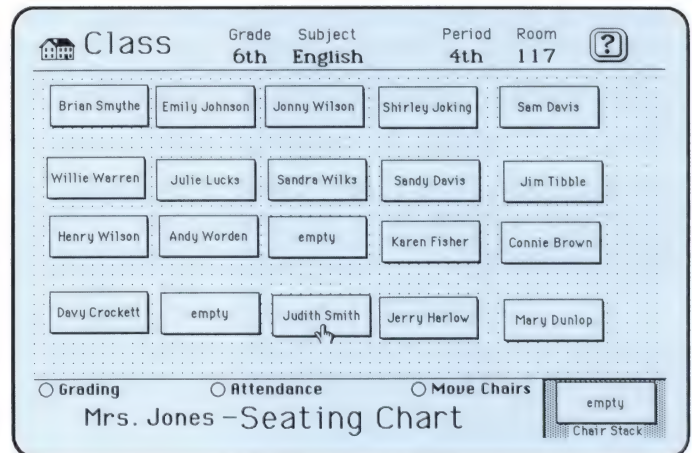 Class Grade Subject Period Room ?
6th English 4th 117
Brian Smythe Emily Johnson Jonny Wilson Shirley Joking Sam Davis
Willie Warren Julie Lucks Sandra Wilks Sandy Davis Jim Tibble
Henry Wilson Andy Worden empty Karen Fisher Connie Brown
Davy Crockett empty Judith Smith Jerry Harlow Mary Dunlop
Grading Attendance Move Chairs empty
Mrs. Jones - Seating Chart Chair Stack